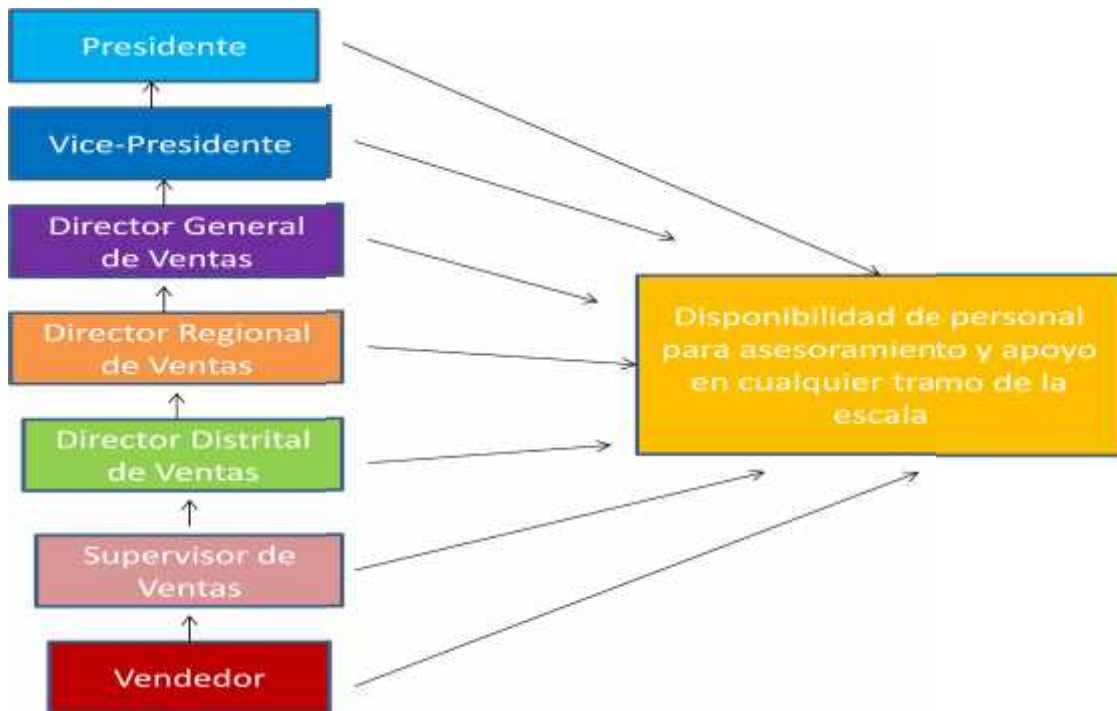 Presidente
Vice-Presidente
Director General
de Ventas
Director Regional
de Ventas
Director Distrital
de Ventas
Supervisor de
Ventas
Vendedor
Disponibilidad de personal
para asesoramiento y apoyo
en cualquier tramo de la
escala